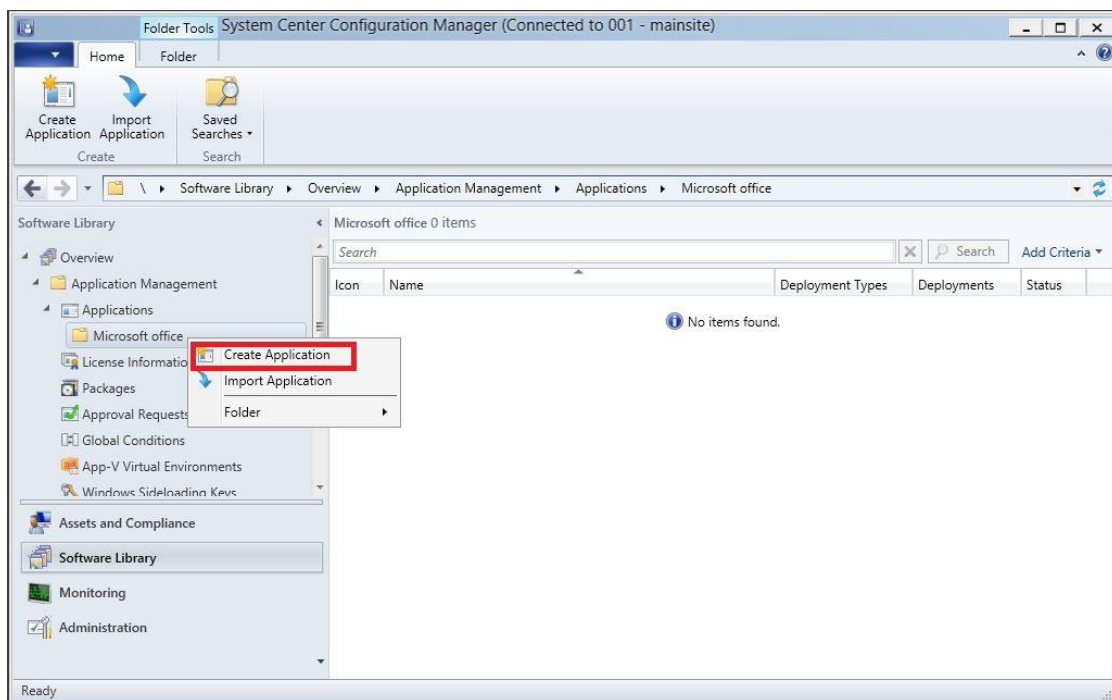 Folder Tools System Center Configuration Manager (Connected to 001 - mainsite)
Home Folder
Create Application
Import Application
Saved Searches
Create
Search
\ Software Library Overview Application Management Applications Microsoft office
Software Library
Overview
Application Management
Applications
Microsoft office
License Informatio
Packages
Approval Requests
Global Conditions
App-V Virtual Environments
Windows Sideloading Keys
Create Application
Import Application
Folder
Assets and Compliance
Software Library
Monitoring
Administration
Microsoft office 0 items
Search
Search
Add Criteria
Icon Name Deployment Types Deployments Status
No items found.
Ready